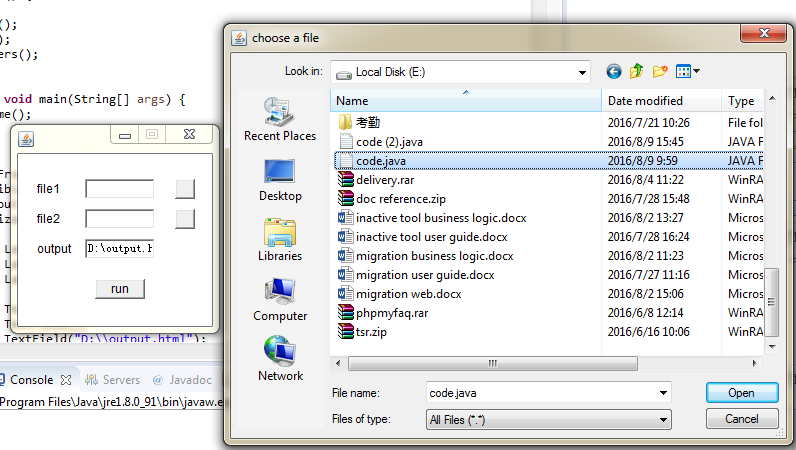 ();
);
ers();
void main(String[] args) {
me();
file1
file2
output
D:\output.h
run
TextField("D:\\output.html");
Console
Servers
@ Javadoc
Program Files\Java\jre1.8.0_91\bin\javaw.e
choose a file
Look in:
Local Disk (E:)
Recent Places
Desktop
Libraries
Computer
Network
Name Date modified Type
考勤 2016/7/21 10:26 File fol
code (2).java 2016/8/9 15:45 JAVA F
code.java 2016/8/9 9:59 JAVA F
delivery.rar 2016/8/4 11:22 WinRA
doc reference.zip 2016/7/28 15:48 WinRA
inactive tool business logic.docx 2016/8/2 13:27 Micros
inactive tool user guide.docx 2016/7/28 16:24 Micros
migration business logic.docx 2016/8/2 11:23 Micros
migration user guide.docx 2016/7/27 11:16 Micros
migration web.docx 2016/8/2 15:06 Micros
phpmyfaq.rar 2016/6/8 12:14 WinRA
tsr.zip 2016/6/16 10:06 WinRA
File name:
code.java
Open
Files of type:
All Files (*.*)
Cancel